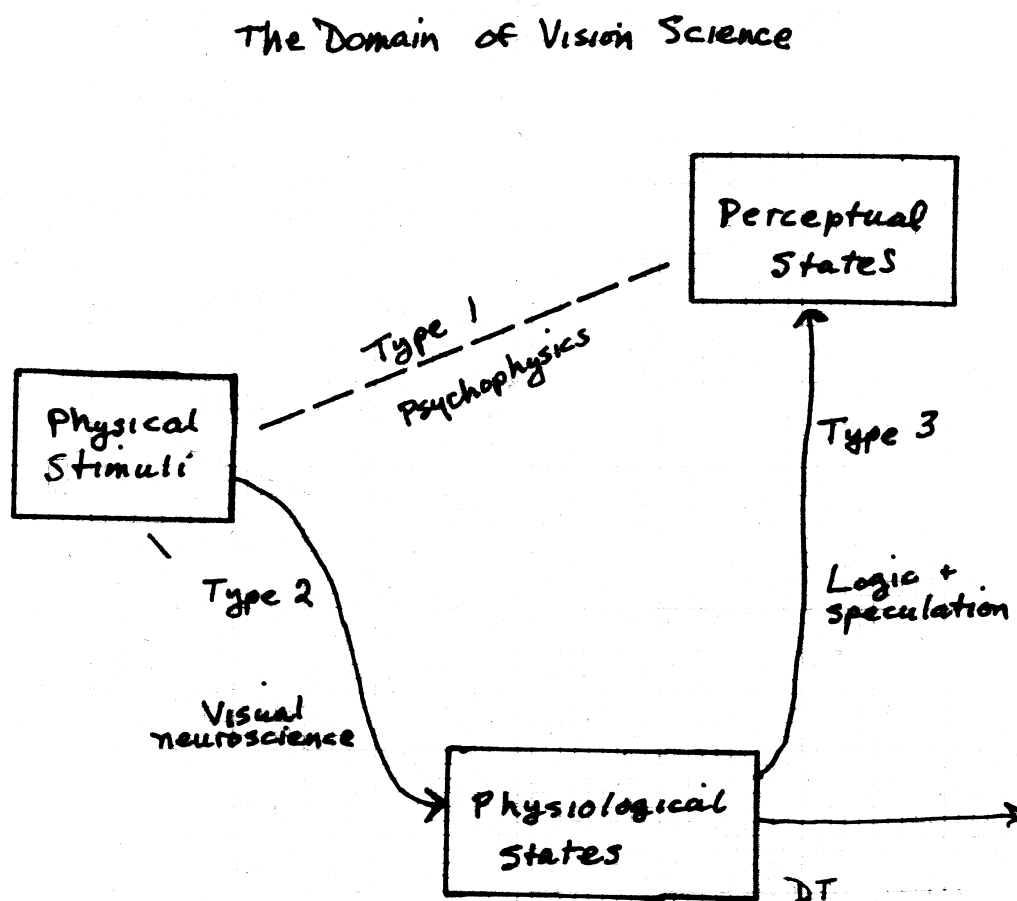 The Domain of Vision Science
Perceptual
States
Type 1
Psychophysics
Physical
Stimuli
Type 3
Type 2
Logic +
speculation
Visual
neuroscience
Physiological
States
DT